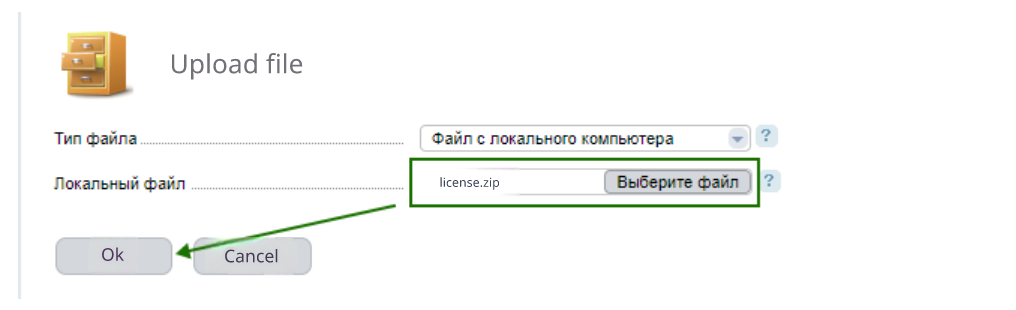 Upload file
Тип файла Файл с локального компьютера ?
Локальный файл license.zip Выберите файл ?
Ok Cancel